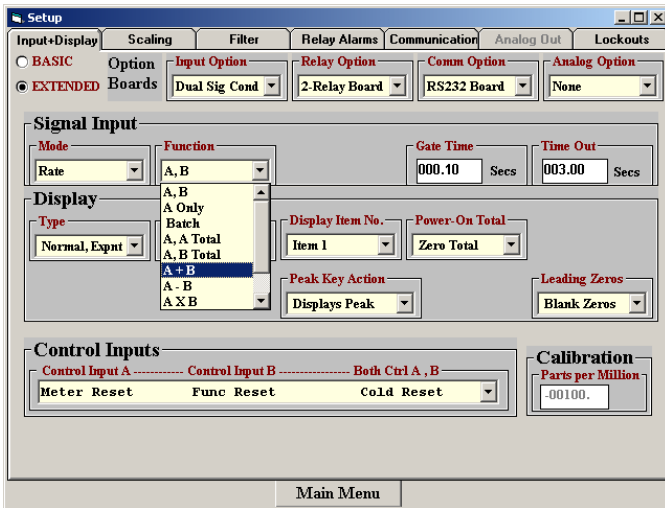 Setup
Input+Display Scaling Filter Relay Alarms Communication Analog Out Lockouts
BASIC
EXTENDED
Option Boards
Input Option Relay Option Comm Option Analog Option
Dual Sig Cond 2-Relay Board RS232 Board None
Signal Input
Mode Function Gate Time Time Out
Rate A, B 000.10 Secs 003.00 Secs
A, B
A Only
Batch
A, A Total
A, B Total
A + B
A - B
A X B
Display
Type Display Item No. Power-On Total
Normal, Expnt Item 1 Zero Total
Peak Key Action Leading Zeros
Displays Peak Blank Zeros
Control Inputs
Control Input A ------------ Control Input B ----------------- Both Ctrl A , B
Meter Reset Func Reset Cold Reset
Calibration
Parts per Million
-00100.
Main Menu